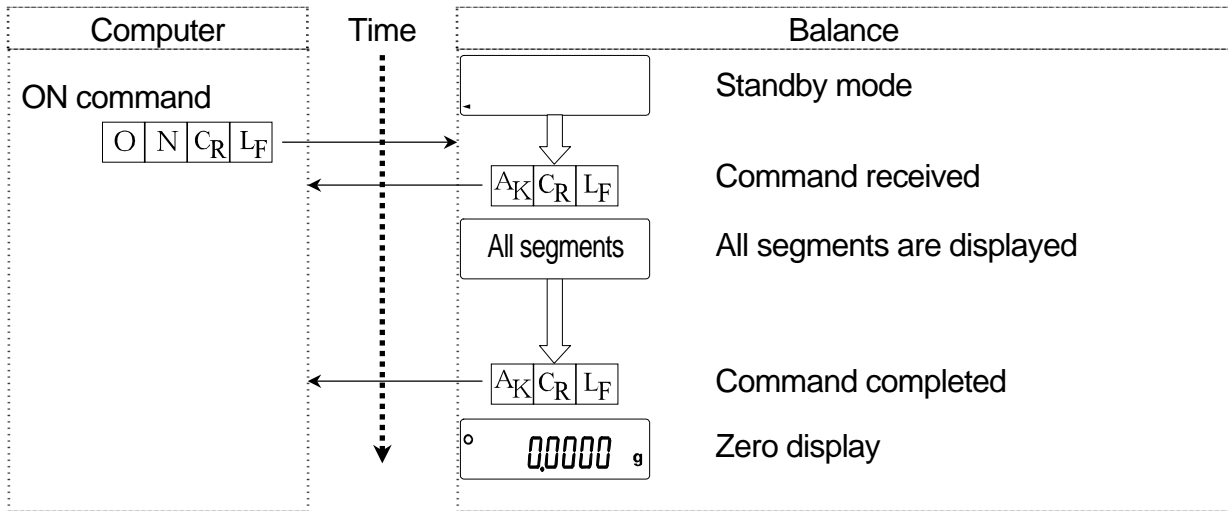 Computer Time Balance
Standby mode
ON command
O N CR LF
AK CR LF Command received
All segments All segments are displayed
AK CR LF Command completed
0.0000 g Zero display